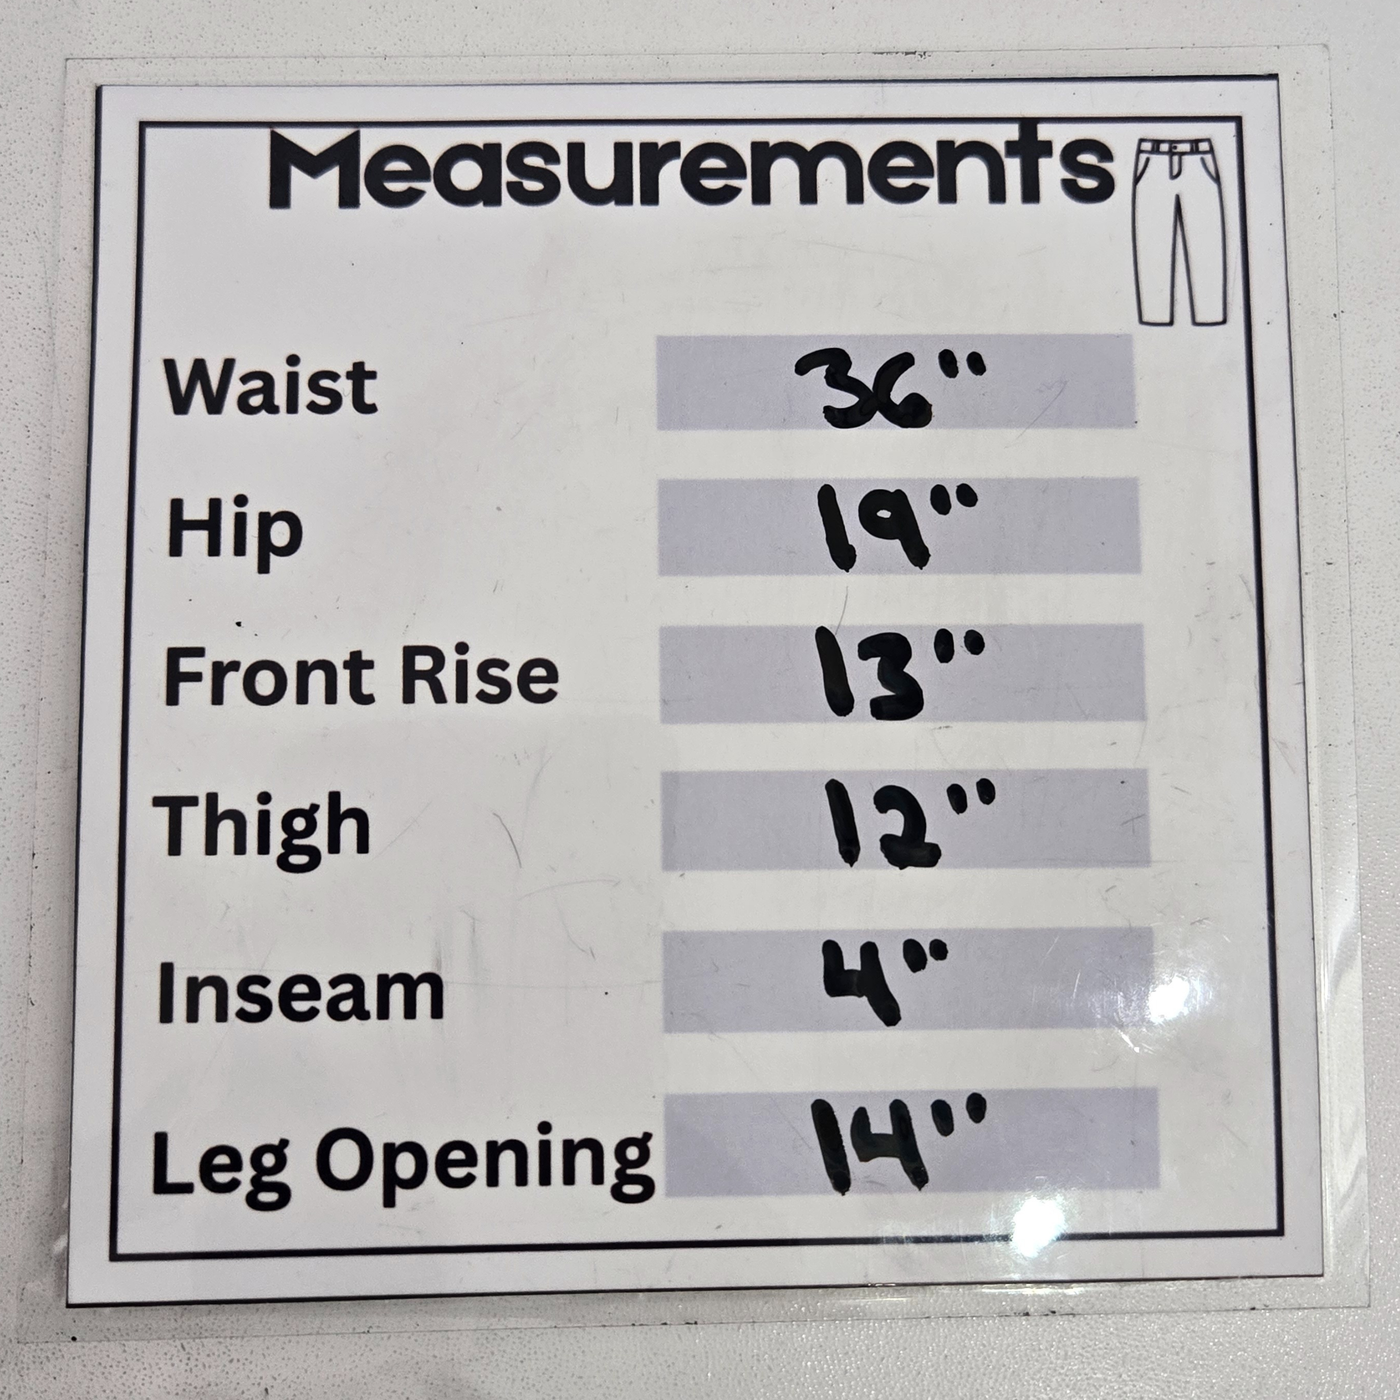 Measurements
Waist 36"
Hip 19"
Front Rise 13"
Thigh 12"
Inseam 4"
Leg Opening 14"